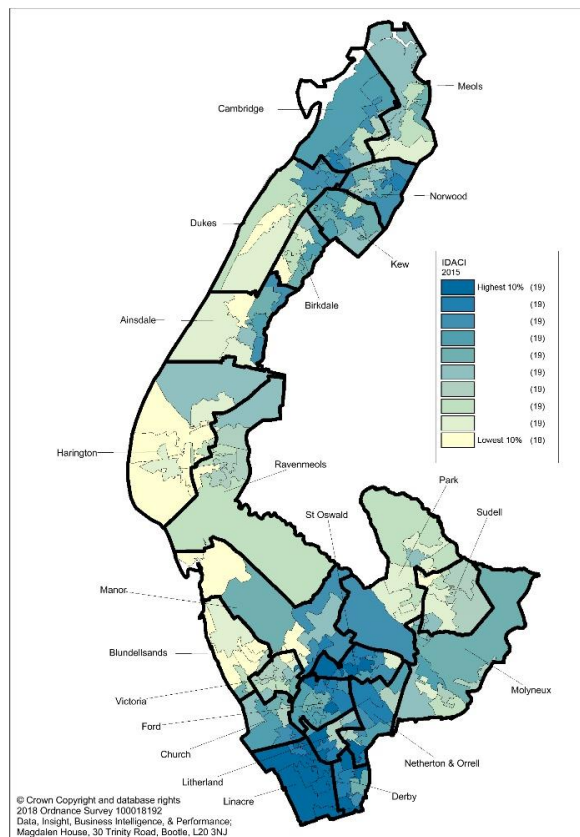 Meols
Cambridge
Norwood
Dukes
Kew
Birkdale
Ainsdale
IDACI
2015
Highest 10% (19)
(19)
(19)
(19)
(19)
(19)
(19)
(19)
(19)
Lowest 10% (18)
Harington
Ravenmeols
Park
St Oswald
Sudell
Manor
Blundellsands
Molyneux
Victoria
Ford
Church
Netherton & Orrell
Litherland
Linacre
Derby
© Crown Copyright and database rights
2018 Ordnance Survey 100018192
Data, Insight, Business Intelligence, & Performance;
Magdalen House, 30 Trinity Road, Bootle, L20 3NJ